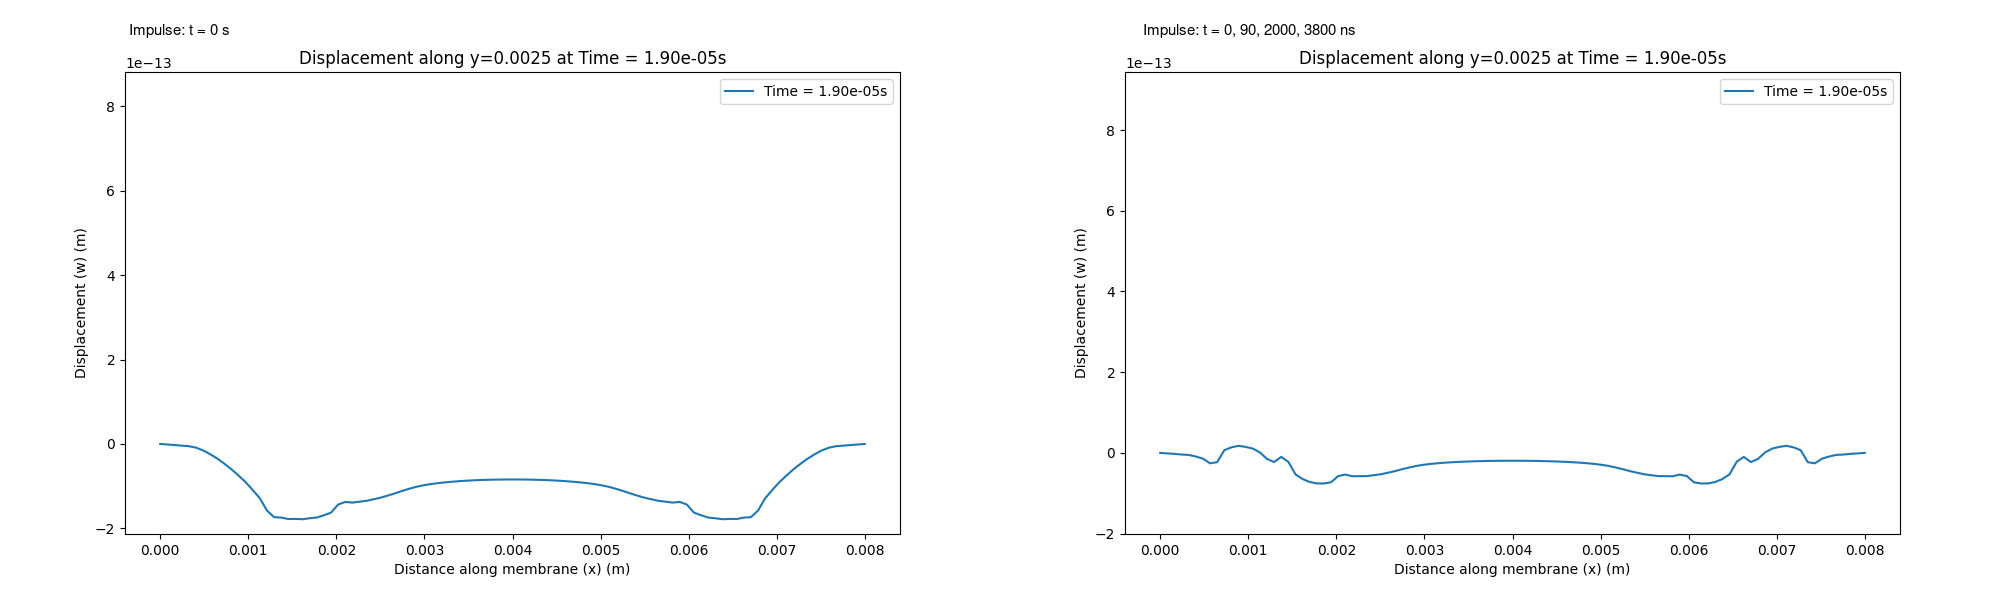 Impulse: t = 0 s
Displacement along y=0.0025 at Time = 1.90e-05s
1e−13
Time = 1.90e-05s
8
6
4
2
0
−2
Displacement (w) (m)
0.000 0.001 0.002 0.003 0.004 0.005 0.006 0.007 0.008
Distance along membrane (x) (m)
Impulse: t = 0, 90, 2000, 3800 ns
Displacement along y=0.0025 at Time = 1.90e-05s
1e−13
Time = 1.90e-05s
8
6
4
2
0
−2
Displacement (w) (m)
0.000 0.001 0.002 0.003 0.004 0.005 0.006 0.007 0.008
Distance along membrane (x) (m)